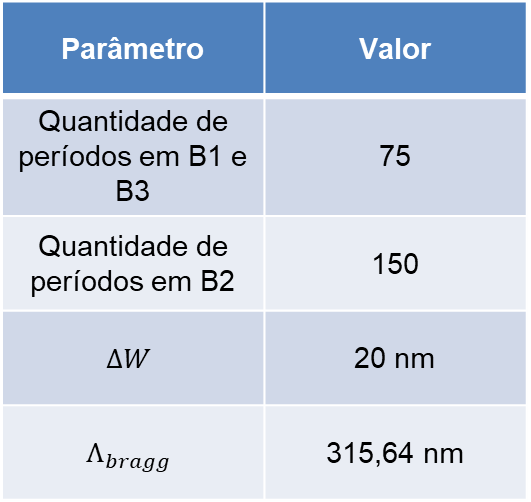 Parâmetro Valor
Quantidade de
períodos em B1 e
B3
75
Quantidade de
períodos em B2
150
Δ𝑊 20 nm
Λ𝑏𝑟𝑎𝑔𝑔 315,64 nm